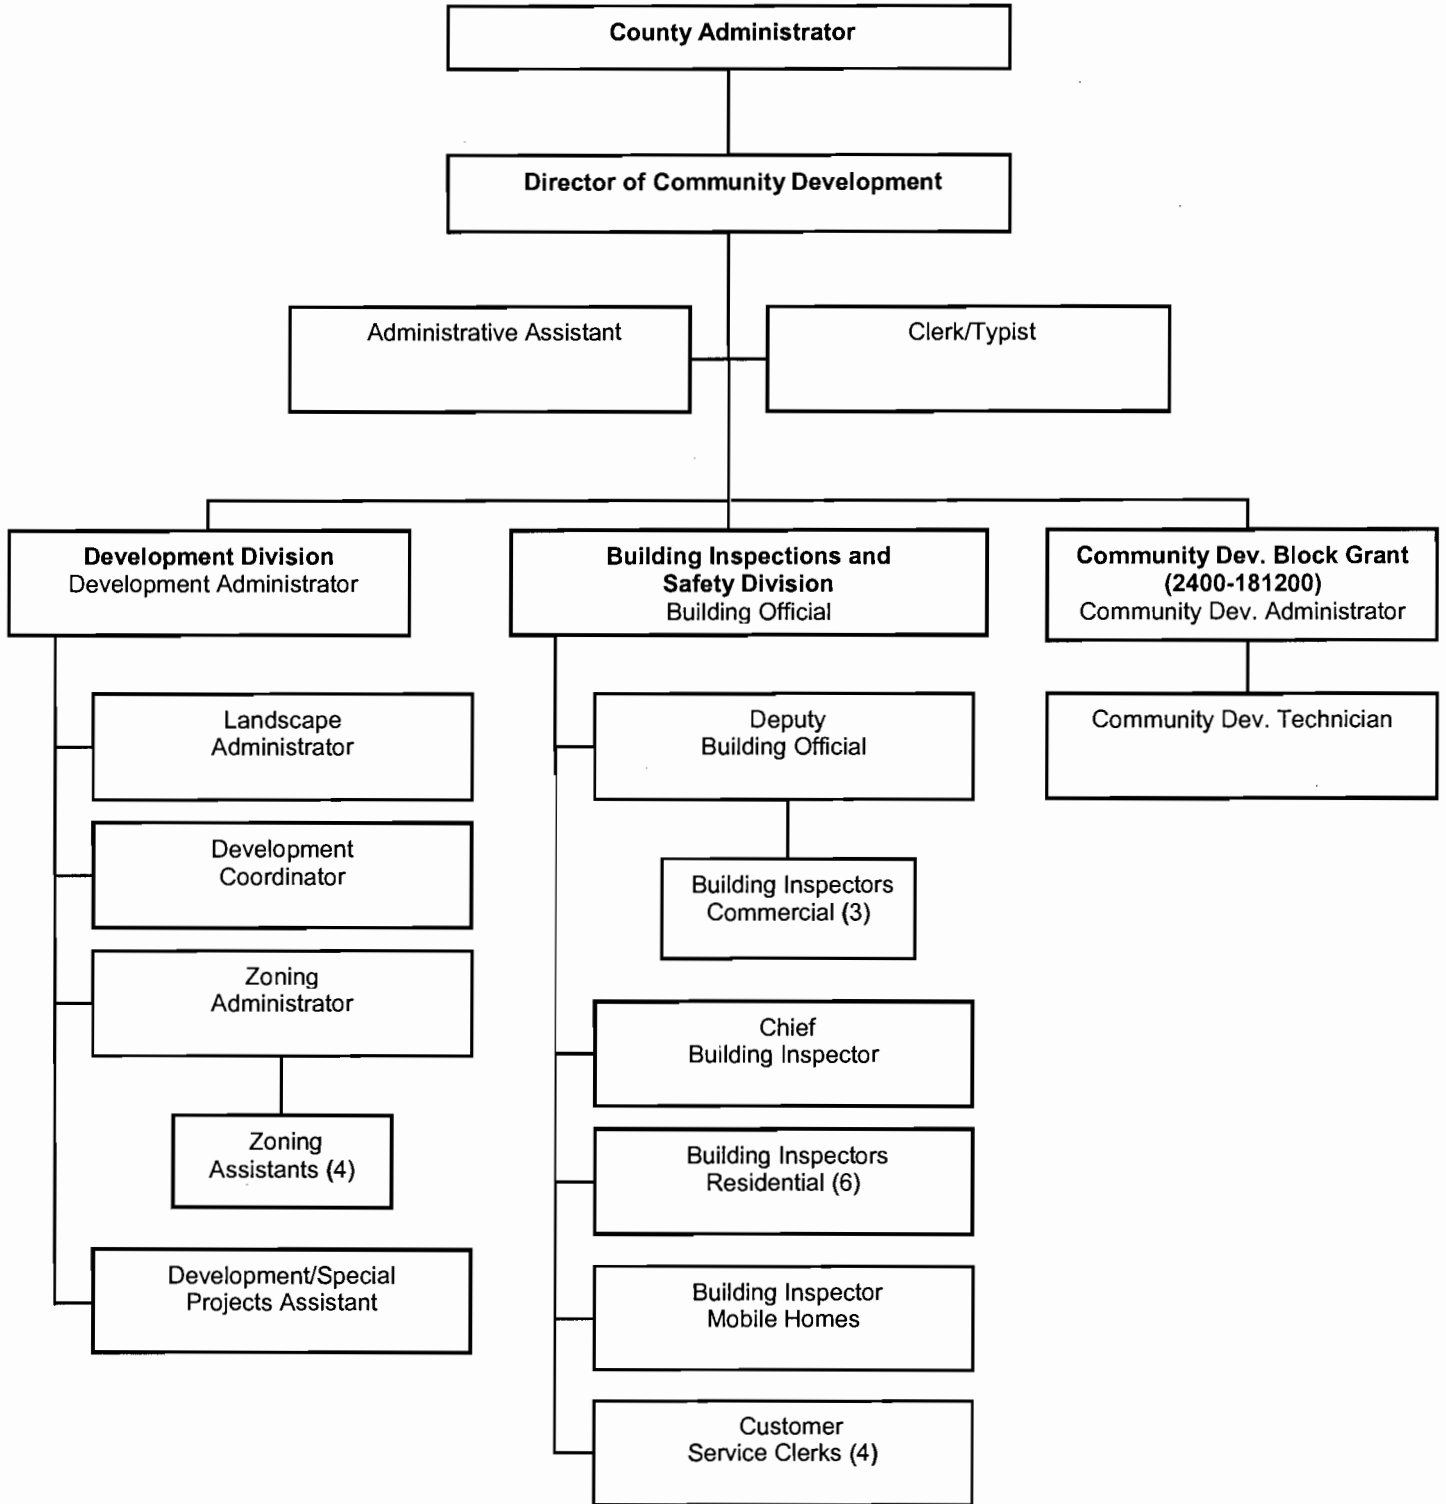 County Administrator
Director of Community Development
Administrative Assistant
Clerk/Typist
Development Division
Development Administrator
Building Inspections and
Safety Division
Building Official
Community Dev. Block Grant
(2400-181200)
Community Dev. Administrator
Landscape
Administrator
Development
Coordinator
Zoning
Administrator
Zoning
Assistants (4)
Development/Special
Projects Assistant
Deputy
Building Official
Building Inspectors
Commercial (3)
Chief
Building Inspector
Building Inspectors
Residential (6)
Building Inspector
Mobile Homes
Customer
Service Clerks (4)
Community Dev. Technician